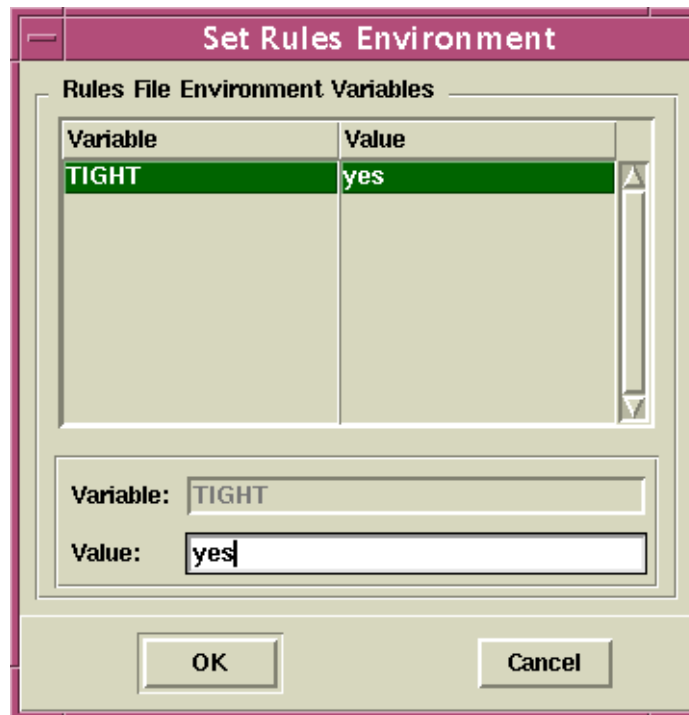 Set Rules Environment
Rules File Environment Variables
Variable Value
TIGHT yes
Variable: TIGHT
Value: yes
OK Cancel